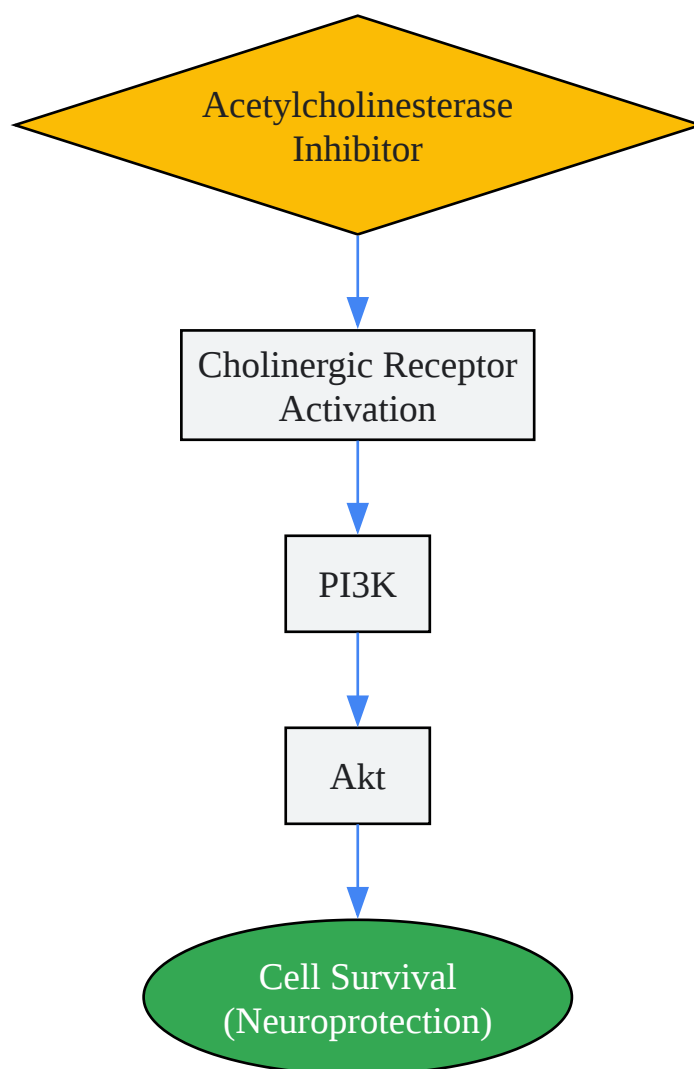 Acetylcholinesterase
Inhibitor
Cholinergic Receptor
Activation
PI3K
Akt
Cell Survival
(Neuroprotection)